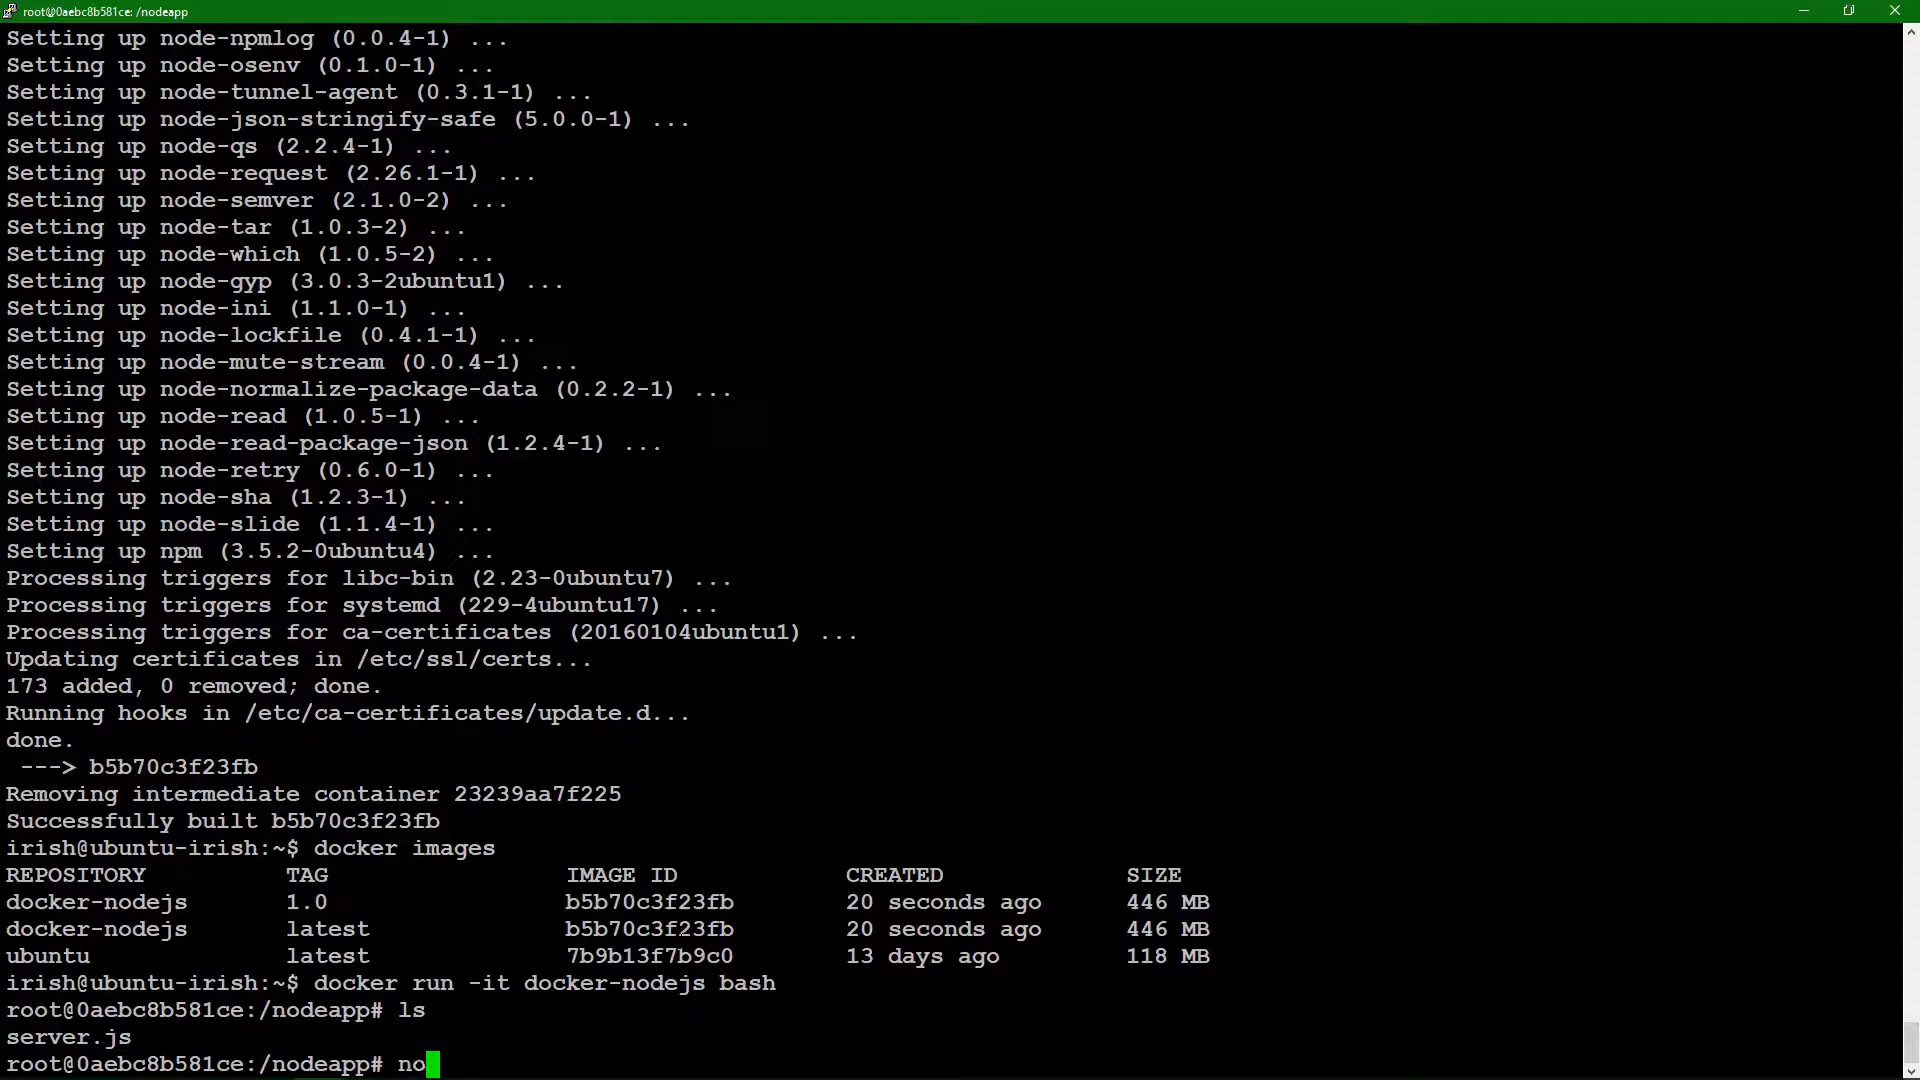 root@0aebc8b581ce: /nodeapp
Setting up node-npmlog (0.0.4-1) ...
Setting up node-osenv (0.1.0-1) ...
Setting up node-tunnel-agent (0.3.1-1) ...
Setting up node-json-stringify-safe (5.0.0-1) ...
Setting up node-qs (2.2.4-1) ...
Setting up node-request (2.26.1-1) ...
Setting up node-semver (2.1.0-2) ...
Setting up node-tar (1.0.3-2) ...
Setting up node-which (1.0.5-2) ...
Setting up node-gyp (3.0.3-2ubuntu1) ...
Setting up node-ini (1.1.0-1) ...
Setting up node-lockfile (0.4.1-1) ...
Setting up node-mute-stream (0.0.4-1) ...
Setting up node-normalize-package-data (0.2.2-1) ...
Setting up node-read (1.0.5-1) ...
Setting up node-read-package-json (1.2.4-1) ...
Setting up node-retry (0.6.0-1) ...
Setting up node-sha (1.2.3-1) ...
Setting up node-slide (1.1.4-1) ...
Setting up npm (3.5.2-0ubuntu4) ...
Processing triggers for libc-bin (2.23-0ubuntu7) ...
Processing triggers for systemd (229-4ubuntu17) ...
Processing triggers for ca-certificates (20160104ubuntu1) ...
Updating certificates in /etc/ssl/certs...
173 added, 0 removed; done.
Running hooks in /etc/ca-certificates/update.d...
done.
 ---> b5b70c3f23fb
Removing intermediate container 23239aa7f225
Successfully built b5b70c3f23fb
irish@ubuntu-irish:~$ docker images
REPOSITORY TAG IMAGE ID CREATED SIZE
docker-nodejs 1.0 b5b70c3f23fb 20 seconds ago 446 MB
docker-nodejs latest b5b70c3f23fb 20 seconds ago 446 MB
ubuntu latest 7b9b13f7b9c0 13 days ago 118 MB
irish@ubuntu-irish:~$ docker run -it docker-nodejs bash
root@0aebc8b581ce:/nodeapp# ls
server.js
root@0aebc8b581ce:/nodeapp# no